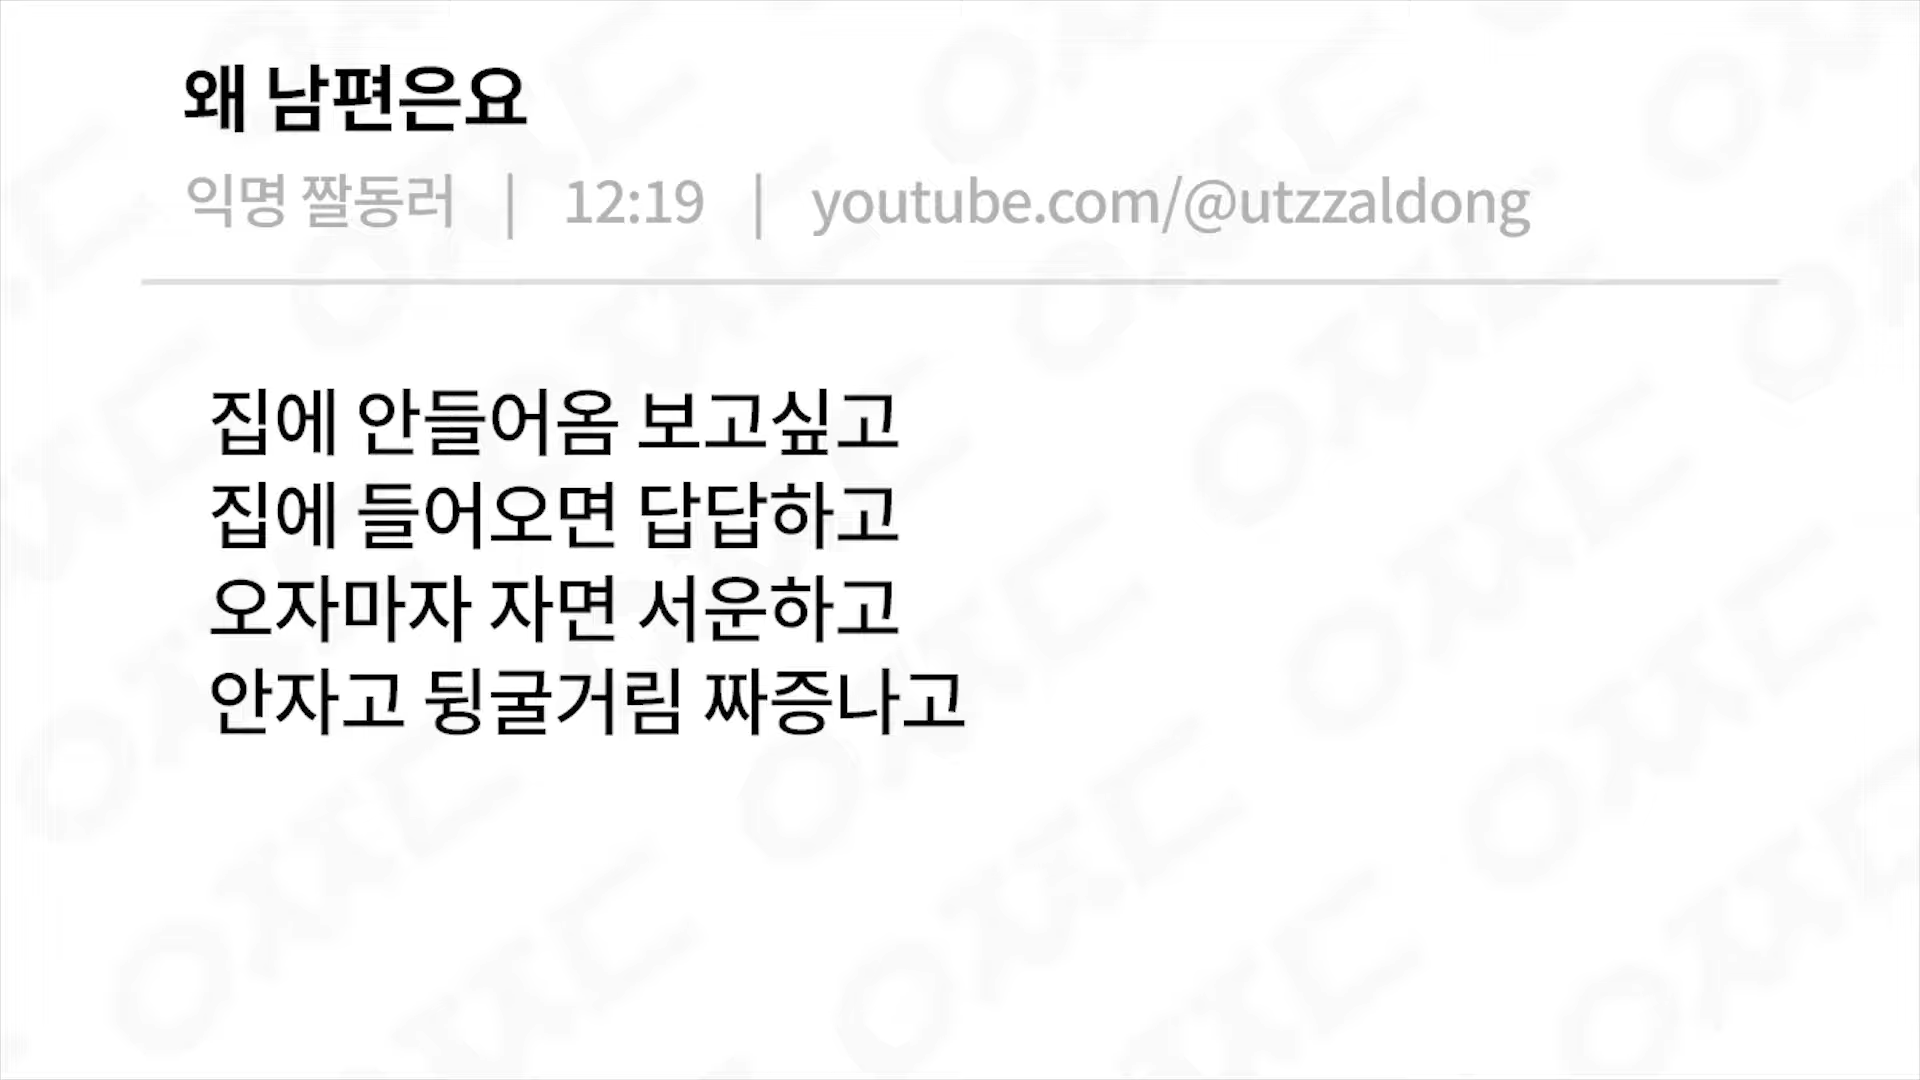 왜 남편은요
익명 짤동러 | 12:19 | youtube.com/@utzzaldong
집에 안들어옴 보고싶고
집에 들어오면 답답하고
오자마자 자면 서운하고
안자고 뒹굴거림 짜증나고